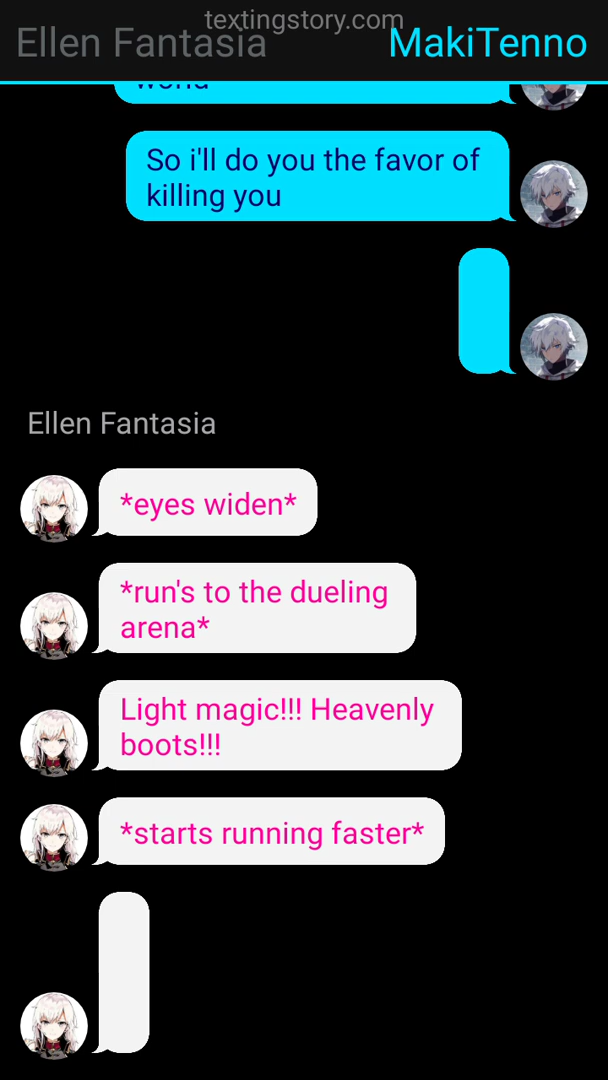 textingstory.com
Ellen Fantasia
MakiTenno
world
So i'll do you the favor of
killing you
Ellen Fantasia
*eyes widen*
*run's to the dueling
arena*
Light magic!!! Heavenly
boots!!!
*starts running faster*